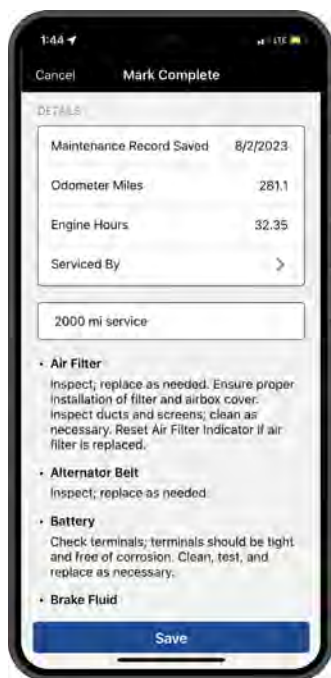 1:44
LTE
Cancel Mark Complete
DETAILS
Maintenance Record Saved 8/2/2023
Odometer Miles 281.1
Engine Hours 32.35
Serviced By
2000 mi service
• Air Filter
Inspect; replace as needed. Ensure proper
installation of filter and airbox cover.
Inspect ducts and screens; clean as
necessary. Reset Air Filter Indicator if air
filter is replaced.
• Alternator Belt
Inspect; replace as needed.
• Battery
Check terminals; terminals should be tight
and free of corrosion. Clean, test, and
replace as necessary.
• Brake Fluid
Save